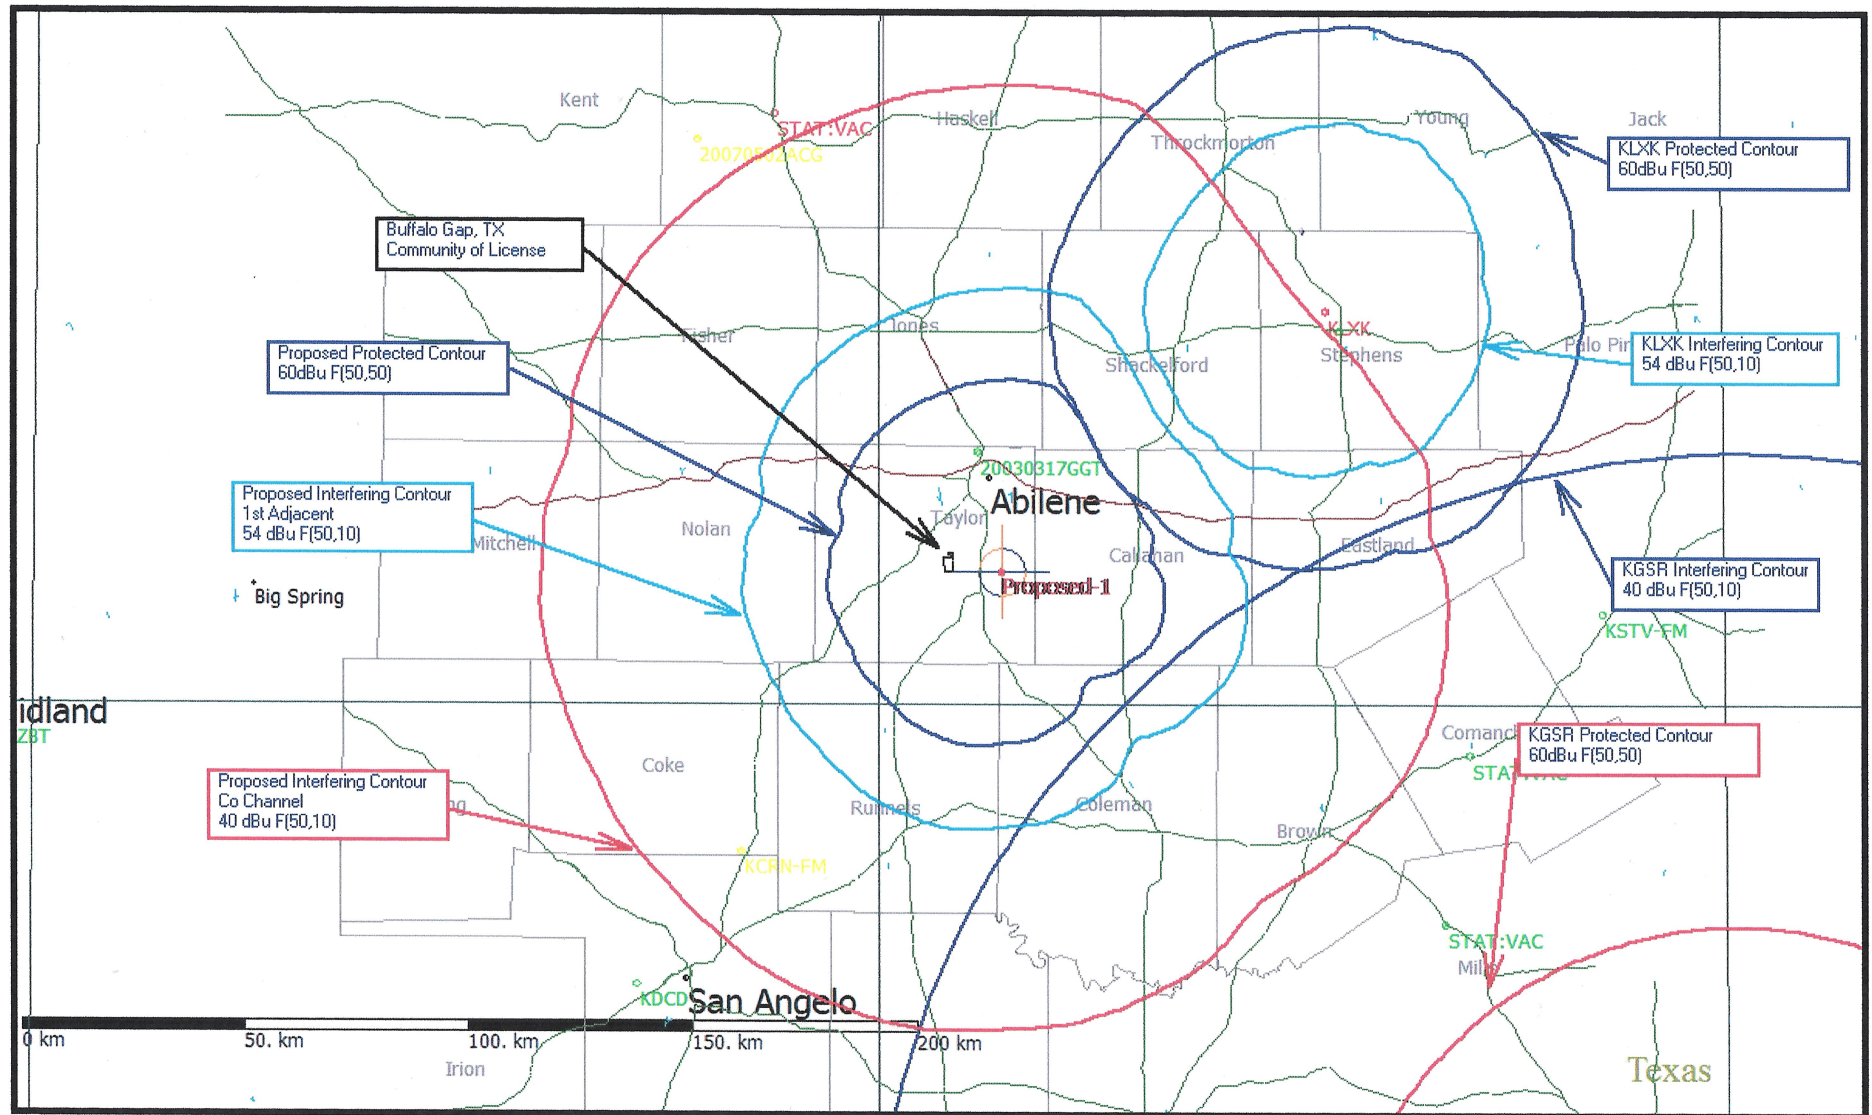 Kent
STAT:VAC
Haskell
Young
Jack
Throckmorton
KLXK Protected Contour
60dBu F(50,50)
Buffalo Gap, TX
Community of License
Fisher
Jones
KLXK
Stephens
Shackelford
KLXK Interfering Contour
54 dBu F(50,10)
Proposed Protected Contour
60dBu F(50,50)
20030317GGT
Abilene
Taylor
Proposed Interfering Contour
1st Adjacent
54 dBu F(50,10)
Mitchell
Nolan
Callahan
Eastland
Proposed-1
KGSR Interfering Contour
40 dBu F(50,10)
Big Spring
KSTV-FM
idland
ZBT
KGSR Protected Contour
60dBu F(50,50)
Coke
Proposed Interfering Contour
Co Channel
40 dBu F(50,10)
Runnels
Coleman
Brown
KCRN-FM
STAT:VAC
Mills
KDCD
San Angelo
0 km
50. km
100. km
150. km
200 km
Irion
Texas